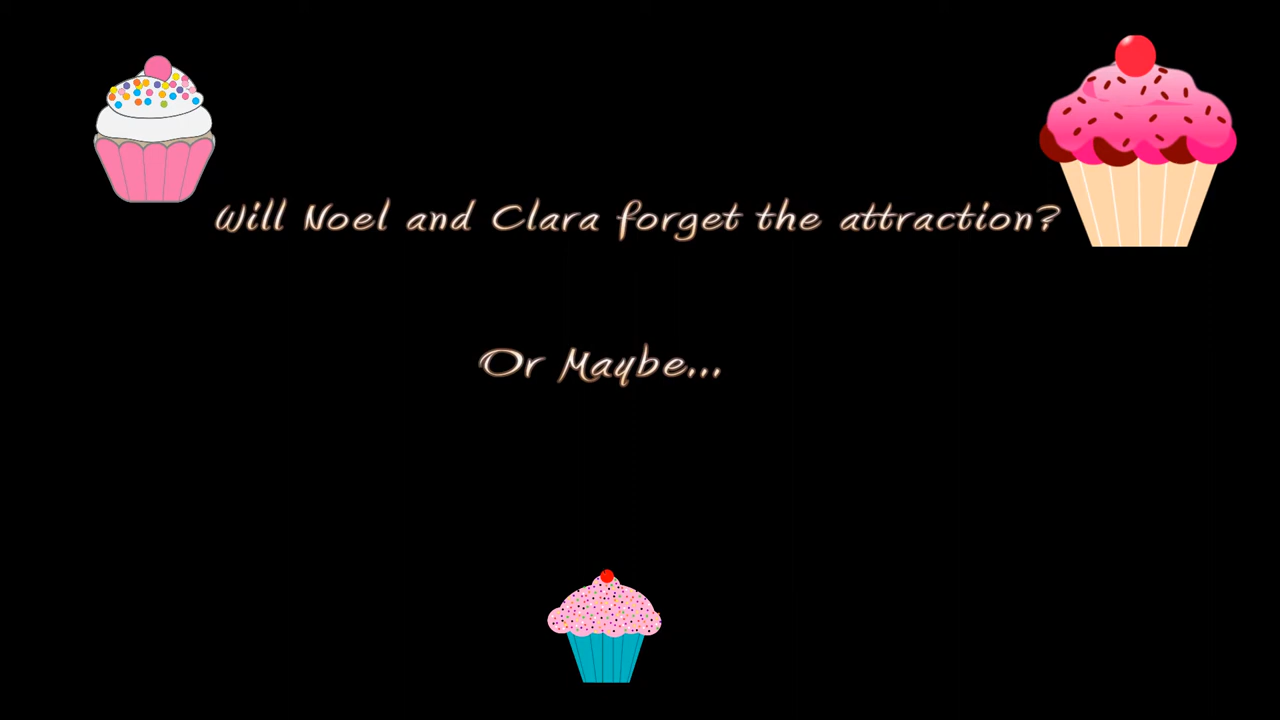 Will Noel and Clara forget the attraction?
Or Maybe...